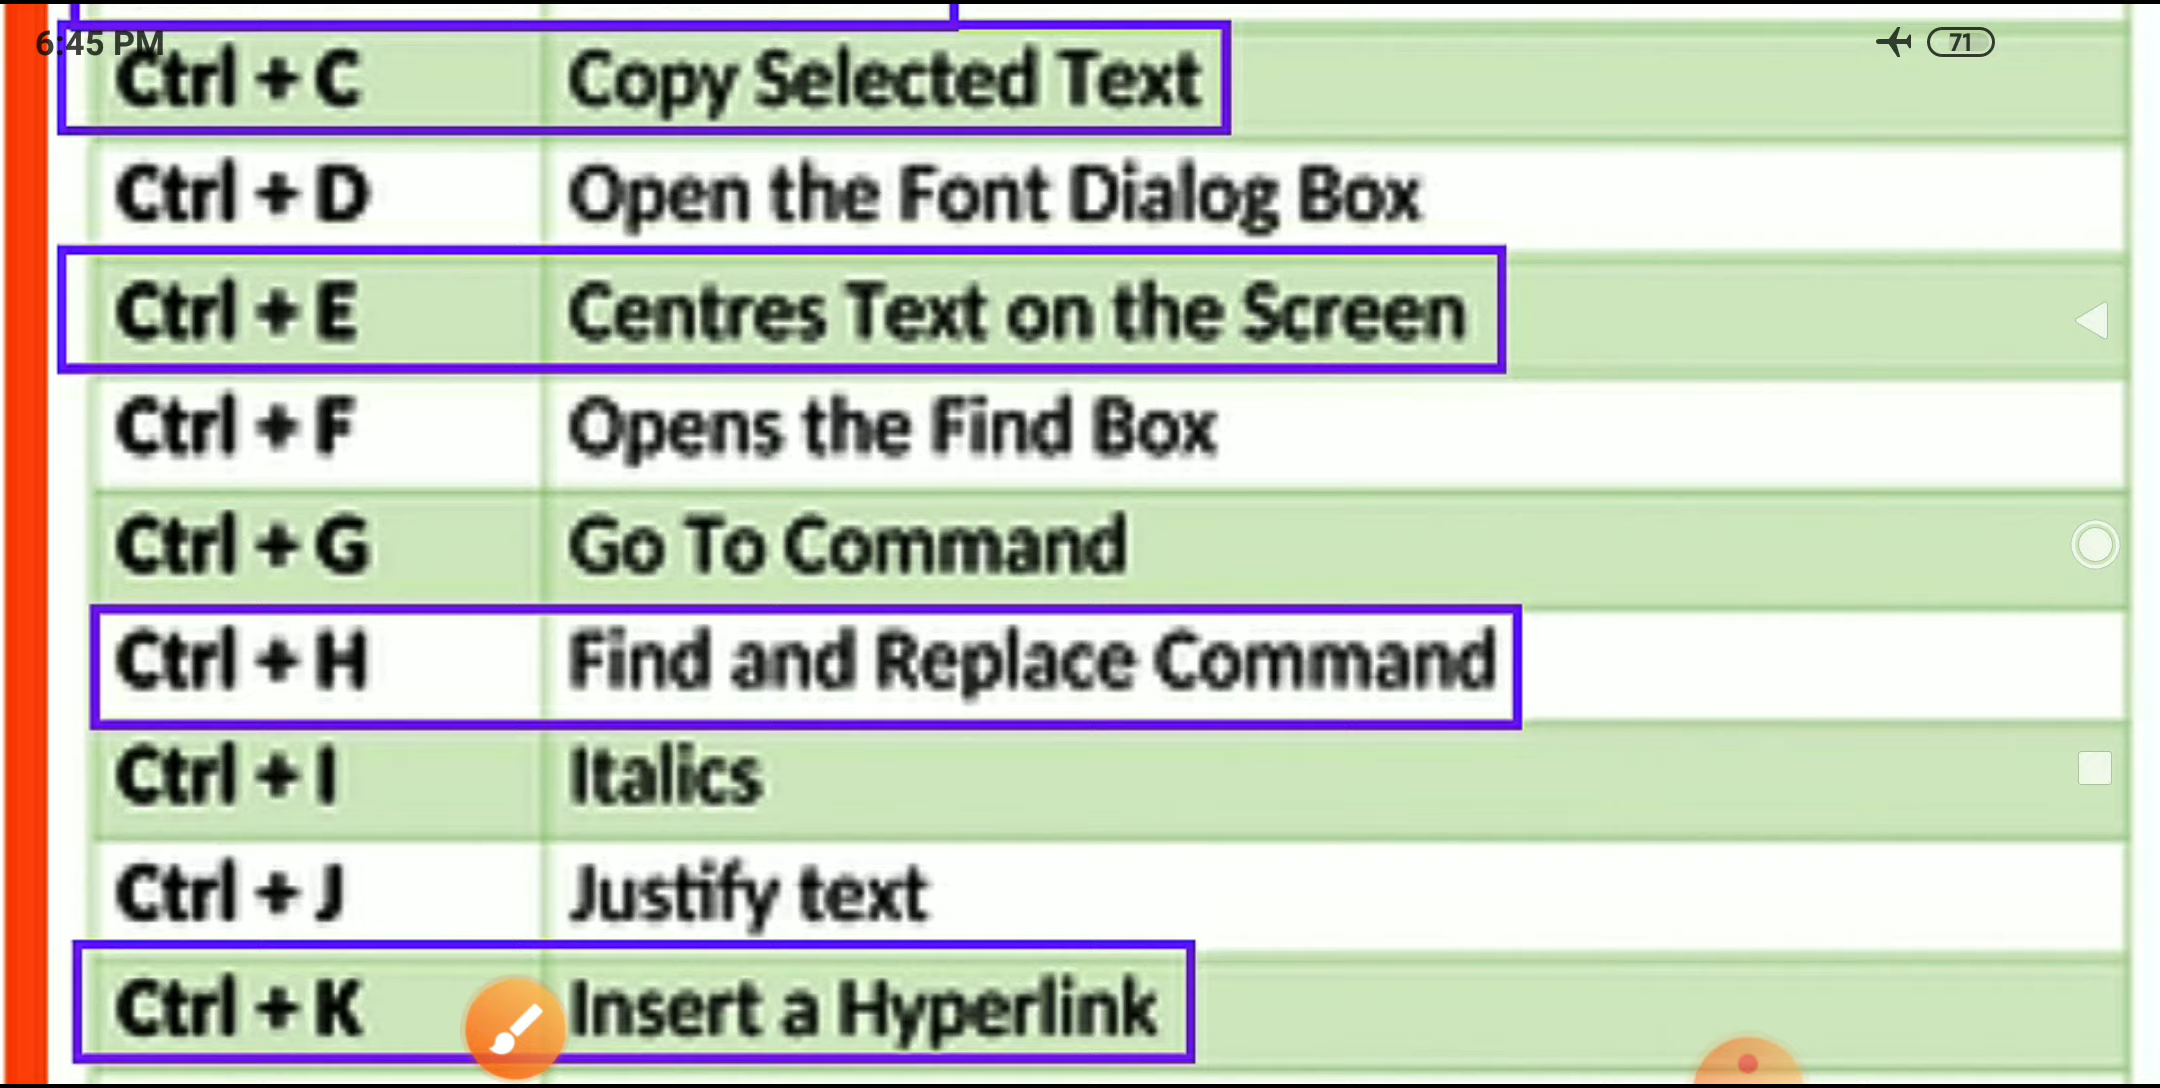 6:45 PM
71
Ctrl + C Copy Selected Text
Ctrl + D Open the Font Dialog Box
Ctrl + E Centres Text on the Screen
Ctrl + F Opens the Find Box
Ctrl + G Go To Command
Ctrl + H Find and Replace Command
Ctrl + I Italics
Ctrl + J Justify text
Ctrl + K Insert a Hyperlink